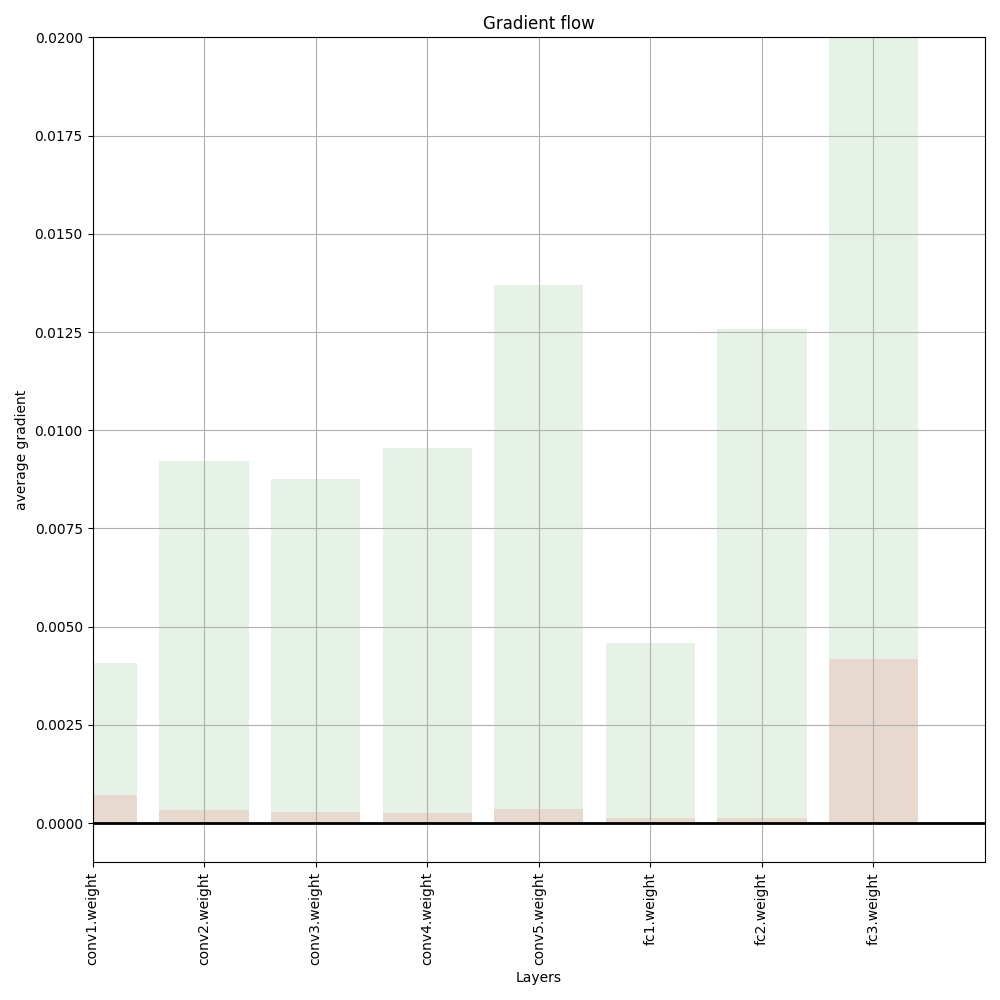 Gradient flow
0.0200
0.0175
0.0150
0.0125
0.0100
0.0075
0.0050
0.0025
0.0000
average gradient
conv1.weight
conv2.weight
conv3.weight
conv4.weight
conv5.weight
fc1.weight
fc2.weight
fc3.weight
Layers